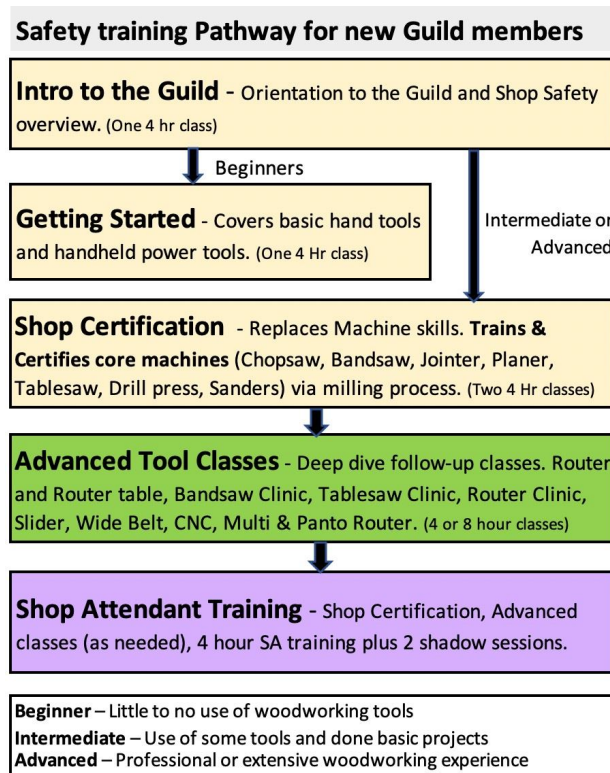 Safety training Pathway for new Guild members
Intro to the Guild - Orientation to the Guild and Shop Safety
overview. (One 4 hr class)
Beginners
Getting Started - Covers basic hand tools
and handheld power tools. (One 4 Hr class)
Intermediate or
Advanced
Shop Certification - Replaces Machine skills. Trains &
Certifies core machines (Chopsaw, Bandsaw, Jointer, Planer,
Tablesaw, Drill press, Sanders) via milling process. (Two 4 Hr classes)
Advanced Tool Classes - Deep dive follow-up classes. Router
and Router table, Bandsaw Clinic, Tablesaw Clinic, Router Clinic,
Slider, Wide Belt, CNC, Multi & Panto Router. (4 or 8 hour classes)
Shop Attendant Training - Shop Certification, Advanced
classes (as needed), 4 hour SA training plus 2 shadow sessions.
Beginner – Little to no use of woodworking tools
Intermediate – Use of some tools and done basic projects
Advanced – Professional or extensive woodworking experience